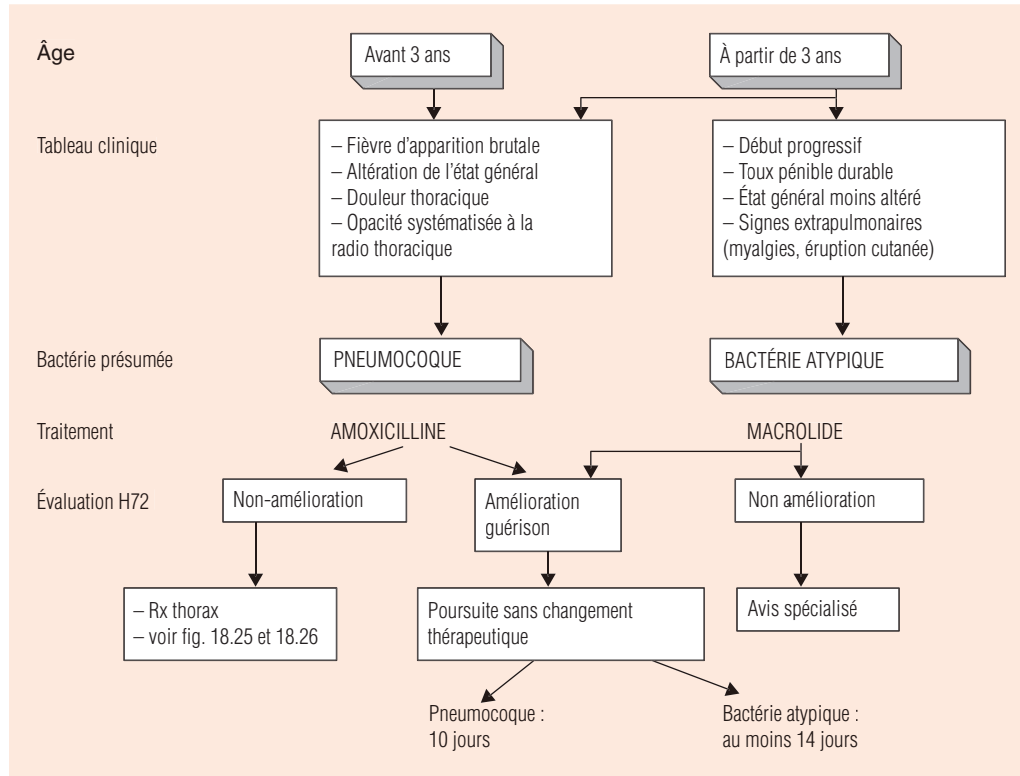 Âge
Avant 3 ans
À partir de 3 ans
Tableau clinique
– Fièvre d’apparition brutale
– Altération de l’état général
– Douleur thoracique
– Opacité systématisée à la
radio thoracique
– Début progressif
– Toux pénible durable
– État général moins altéré
– Signes extrapulmonaires
(myalgies, éruption cutanée)
Bactérie présumée
PNEUMOCOQUE
BACTÉRIE ATYPIQUE
Traitement
AMOXICILLINE
MACROLIDE
Évaluation H72
Non-amélioration
Amélioration
guérison
Non amélioration
– Rx thorax
– voir fig. 18.25 et 18.26
Poursuite sans changement
thérapeutique
Avis spécialisé
Pneumocoque :
10 jours
Bactérie atypique :
au moins 14 jours